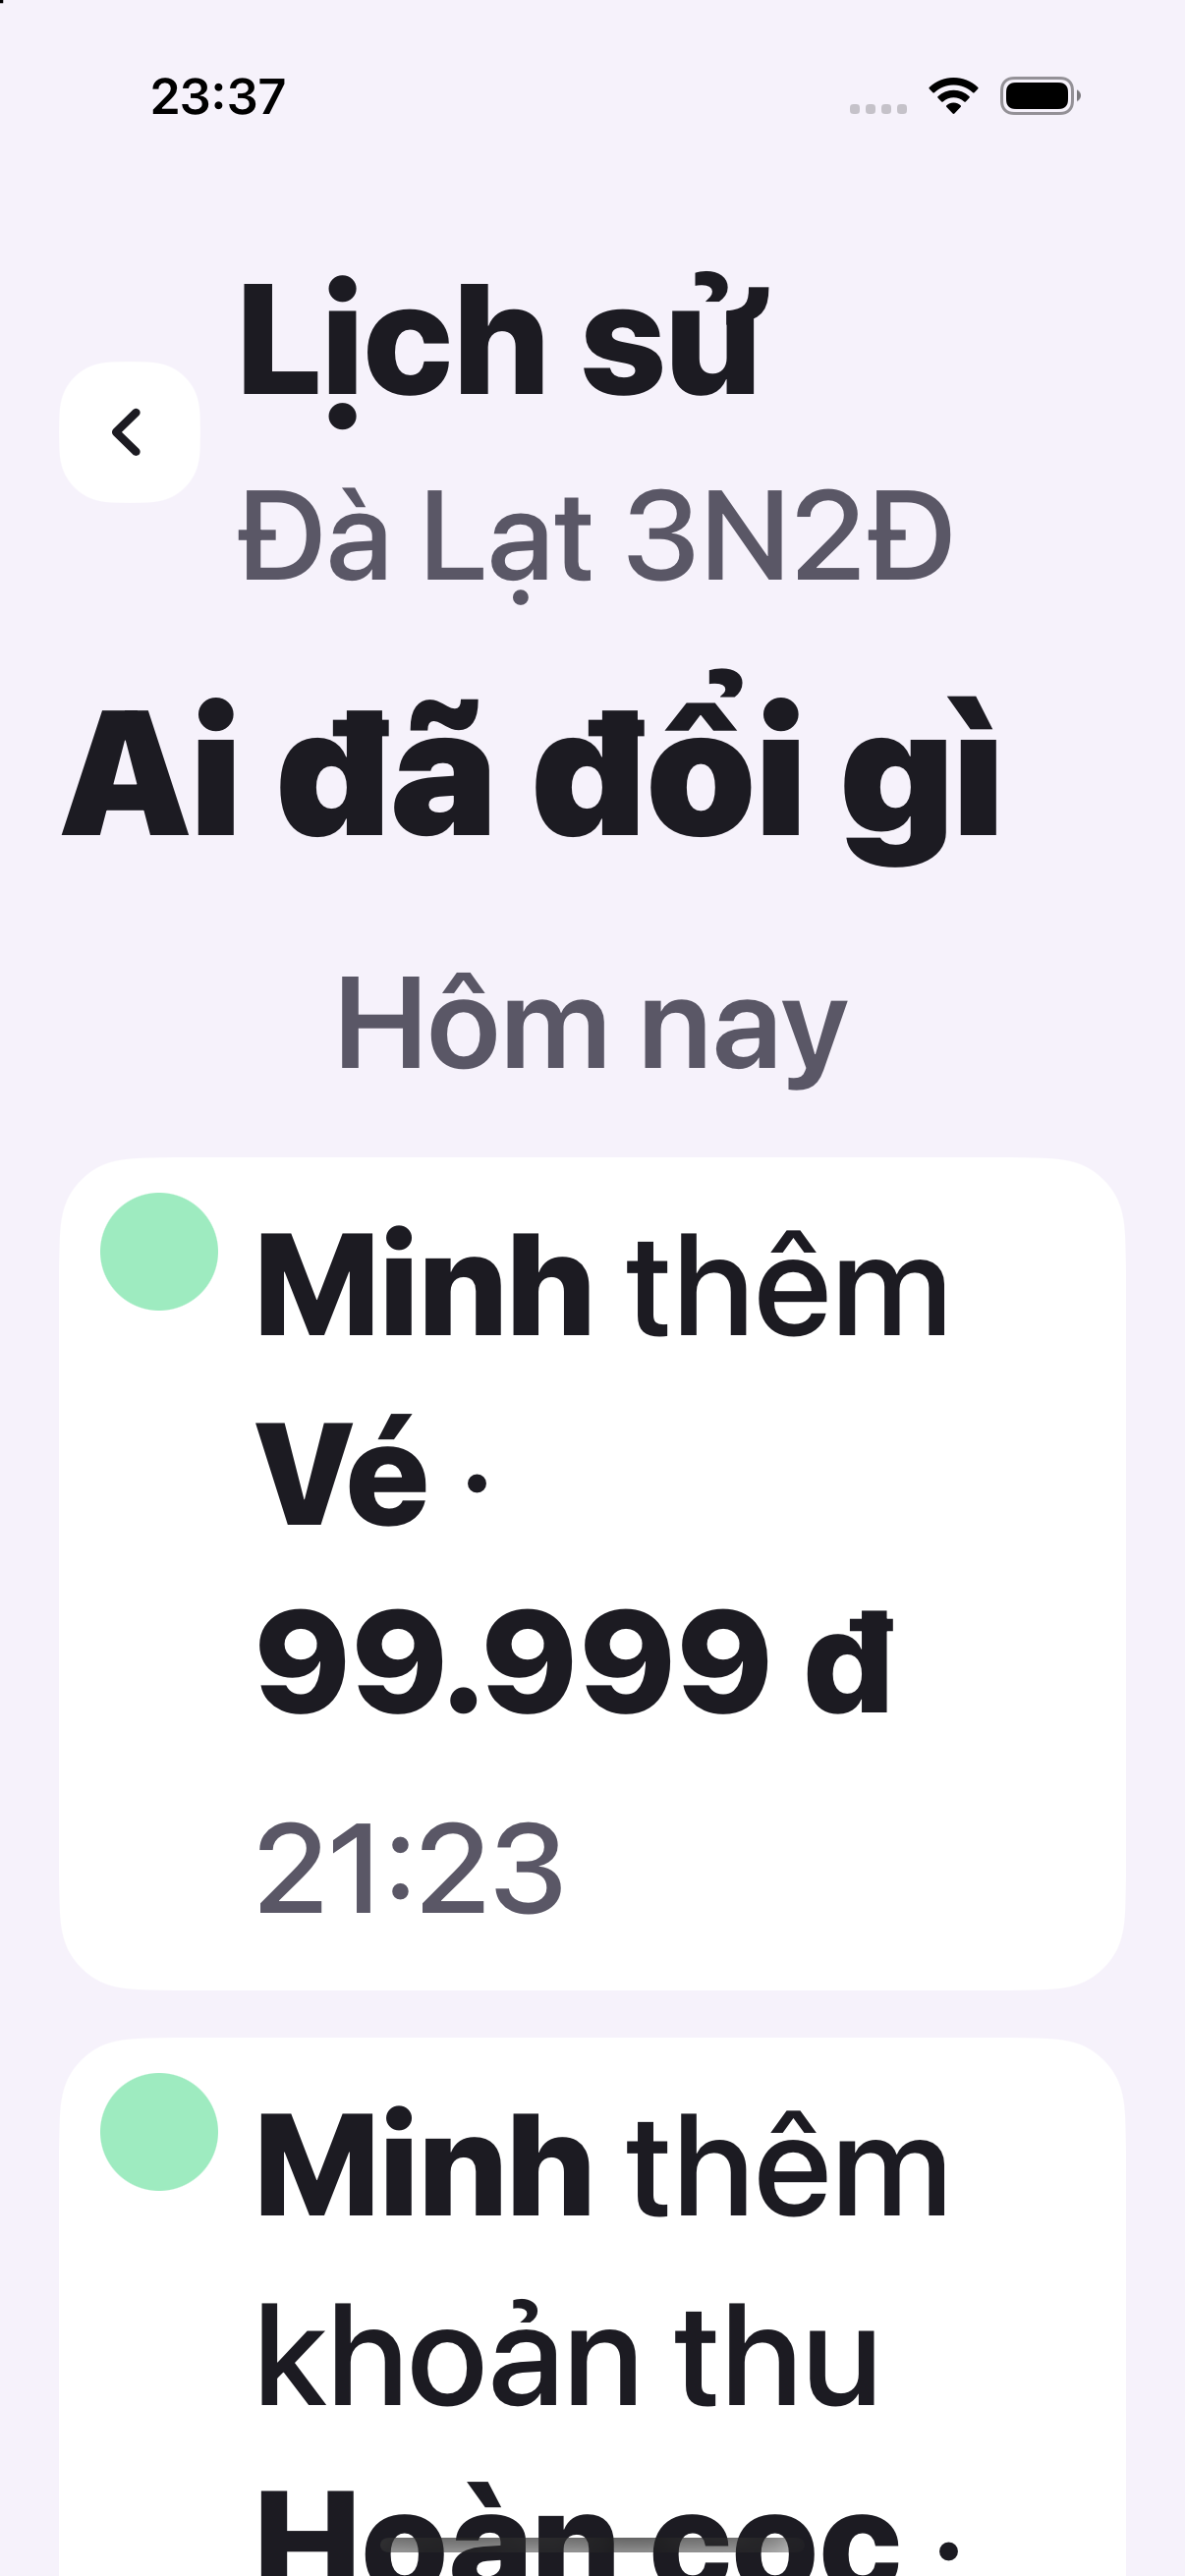 23:37
Lịch sử
Đà Lạt 3N2Đ
Ai đã đổi gì
Hôm nay
Minh thêm
Vé ·
99.999 đ
21:23
Minh thêm
khoản thu
Hoàn cọc ·